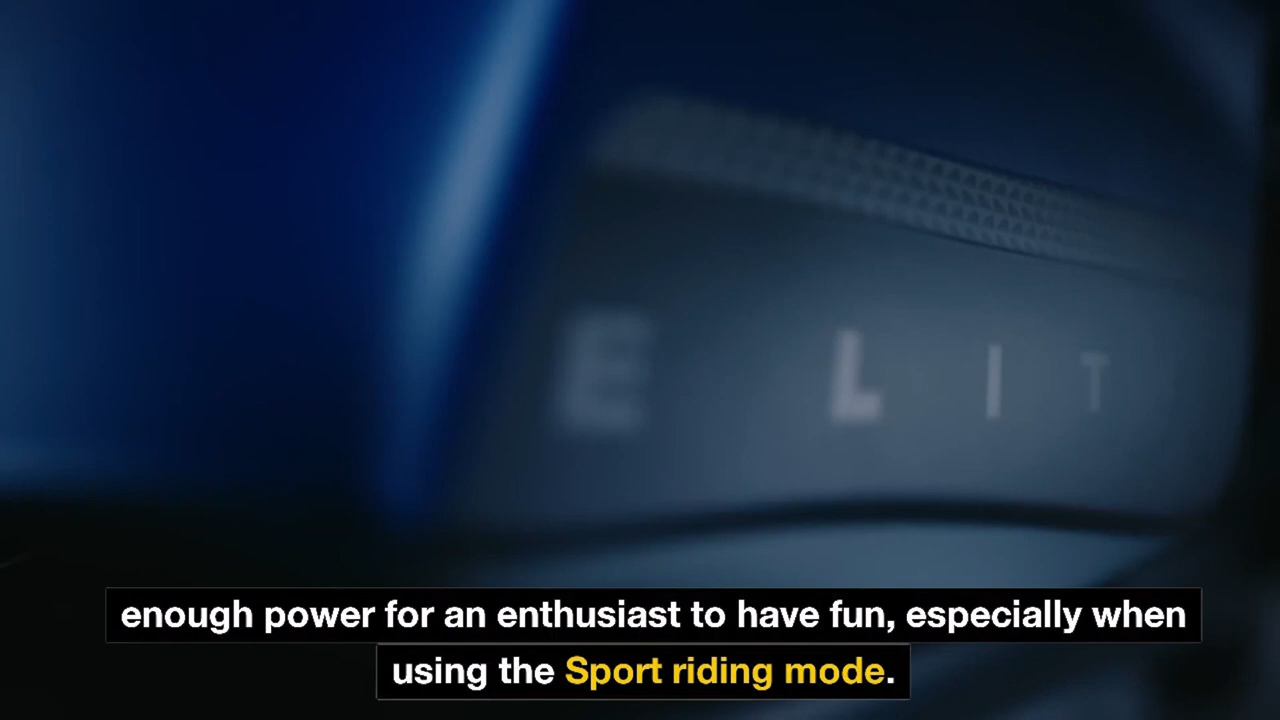 E L I T
enough power for an enthusiast to have fun, especially when
using the Sport riding mode.